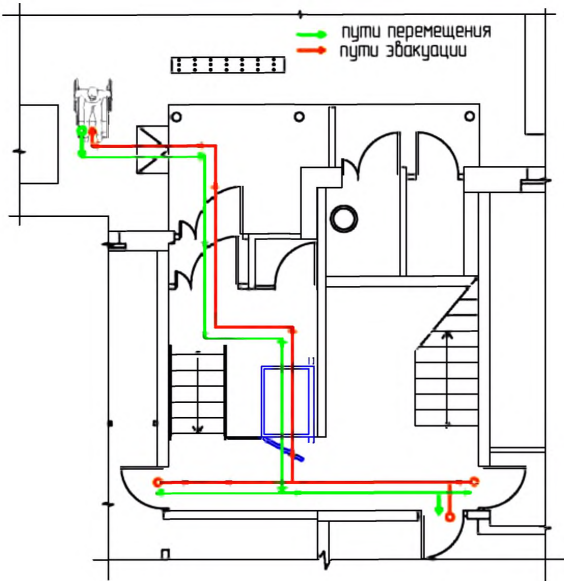 пути перемещения
пути эвакуации